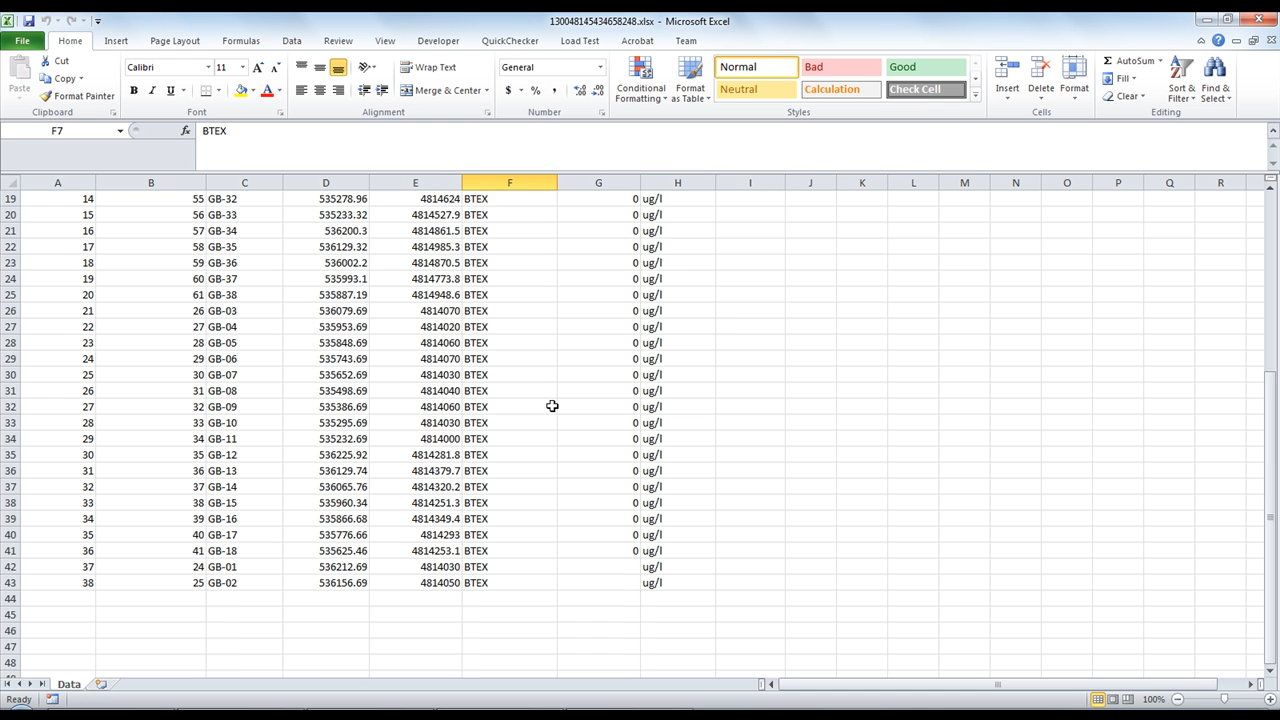 130048145434658248.xlsx - Microsoft Excel
File Home Insert Page Layout Formulas Data Review View Developer QuickChecker Load Test Acrobat Team
Paste
Cut
Copy
Format Painter
Clipboard
Calibri 11
B I U
Font
Wrap Text
Merge & Center
Alignment
General
$ % ,
Number
Conditional Formatting
Format as Table
Normal Bad Good
Neutral Calculation Check Cell
Styles
Insert Delete Format
Cells
AutoSum
Fill
Clear
Sort & Filter
Find & Select
Editing
F7 fx BTEX
A B C D E F G H I J K L M N O P Q R
19 14 55 GB-32 535278.96 4814624 BTEX 0 ug/l
20 15 56 GB-33 535233.32 4814527.9 BTEX 0 ug/l
21 16 57 GB-34 536200.3 4814861.5 BTEX 0 ug/l
22 17 58 GB-35 536129.32 4814985.3 BTEX 0 ug/l
23 18 59 GB-36 536002.2 4814870.5 BTEX 0 ug/l
24 19 60 GB-37 535993.1 4814773.8 BTEX 0 ug/l
25 20 61 GB-38 535887.19 4814948.6 BTEX 0 ug/l
26 21 26 GB-03 536079.69 4814070 BTEX 0 ug/l
27 22 27 GB-04 535953.69 4814020 BTEX 0 ug/l
28 23 28 GB-05 535848.69 4814060 BTEX 0 ug/l
29 24 29 GB-06 535743.69 4814070 BTEX 0 ug/l
30 25 30 GB-07 535652.69 4814030 BTEX 0 ug/l
31 26 31 GB-08 535498.69 4814040 BTEX 0 ug/l
32 27 32 GB-09 535386.69 4814060 BTEX 0 ug/l
33 28 33 GB-10 535295.69 4814030 BTEX 0 ug/l
34 29 34 GB-11 535232.69 4814000 BTEX 0 ug/l
35 30 35 GB-12 536225.92 4814281.8 BTEX 0 ug/l
36 31 36 GB-13 536129.74 4814379.7 BTEX 0 ug/l
37 32 37 GB-14 536065.76 4814320.2 BTEX 0 ug/l
38 33 38 GB-15 535960.34 4814251.3 BTEX 0 ug/l
39 34 39 GB-16 535866.68 4814349.4 BTEX 0 ug/l
40 35 40 GB-17 535776.66 4814293 BTEX 0 ug/l
41 36 41 GB-18 535625.46 4814253.1 BTEX 0 ug/l
42 37 24 GB-01 536212.69 4814030 BTEX ug/l
43 38 25 GB-02 536156.69 4814050 BTEX ug/l
44
45
46
47
48
Data
Ready 100%